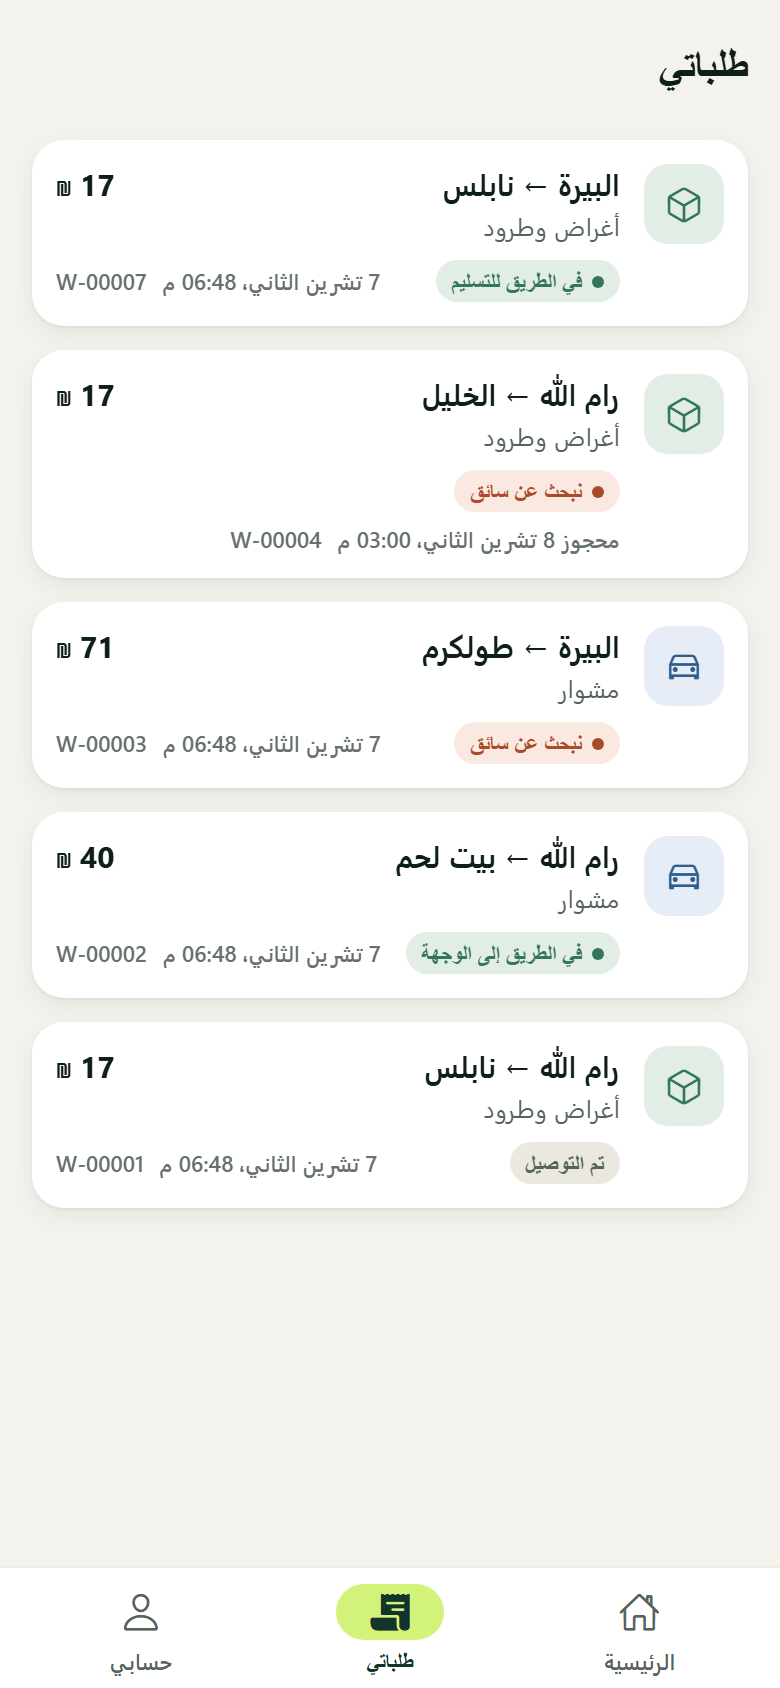 طلباتي
البيرة ← نابلس 17 ₪
أغراض وطرود
في الطريق للتسليم 7 تشرين الثاني، 06:48 م W-00007
رام الله ← الخليل 17 ₪
أغراض وطرود
نبحث عن سائق
محجوز 8 تشرين الثاني، 03:00 م W-00004
البيرة ← طولكرم 71 ₪
مشوار
نبحث عن سائق 7 تشرين الثاني، 06:48 م W-00003
رام الله ← بيت لحم 40 ₪
مشوار
في الطريق إلى الوجهة 7 تشرين الثاني، 06:48 م W-00002
رام الله ← نابلس 17 ₪
أغراض وطرود
تم التوصيل 7 تشرين الثاني، 06:48 م W-00001
الرئيسية طلباتي حسابي